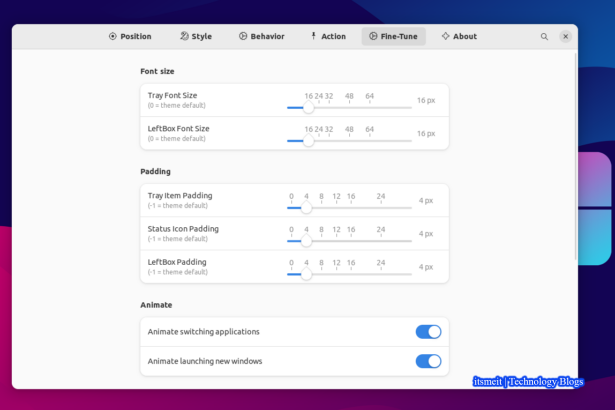 Position Style Behavior Action Fine-Tune About
Font size
Tray Font Size
(0 = theme default)
16 24 32 48 64
16 px
LeftBox Font Size
(0 = theme default)
16 24 32 48 64
16 px
Padding
Tray Item Padding
(-1 = theme default)
0 4 8 12 16 24
4 px
Status Icon Padding
(-1 = theme default)
0 4 8 12 16 24
4 px
LeftBox Padding
(-1 = theme default)
0 4 8 12 16 24
4 px
Animate
Animate switching applications
Animate launching new windows
itsmeit | Technology Blogs